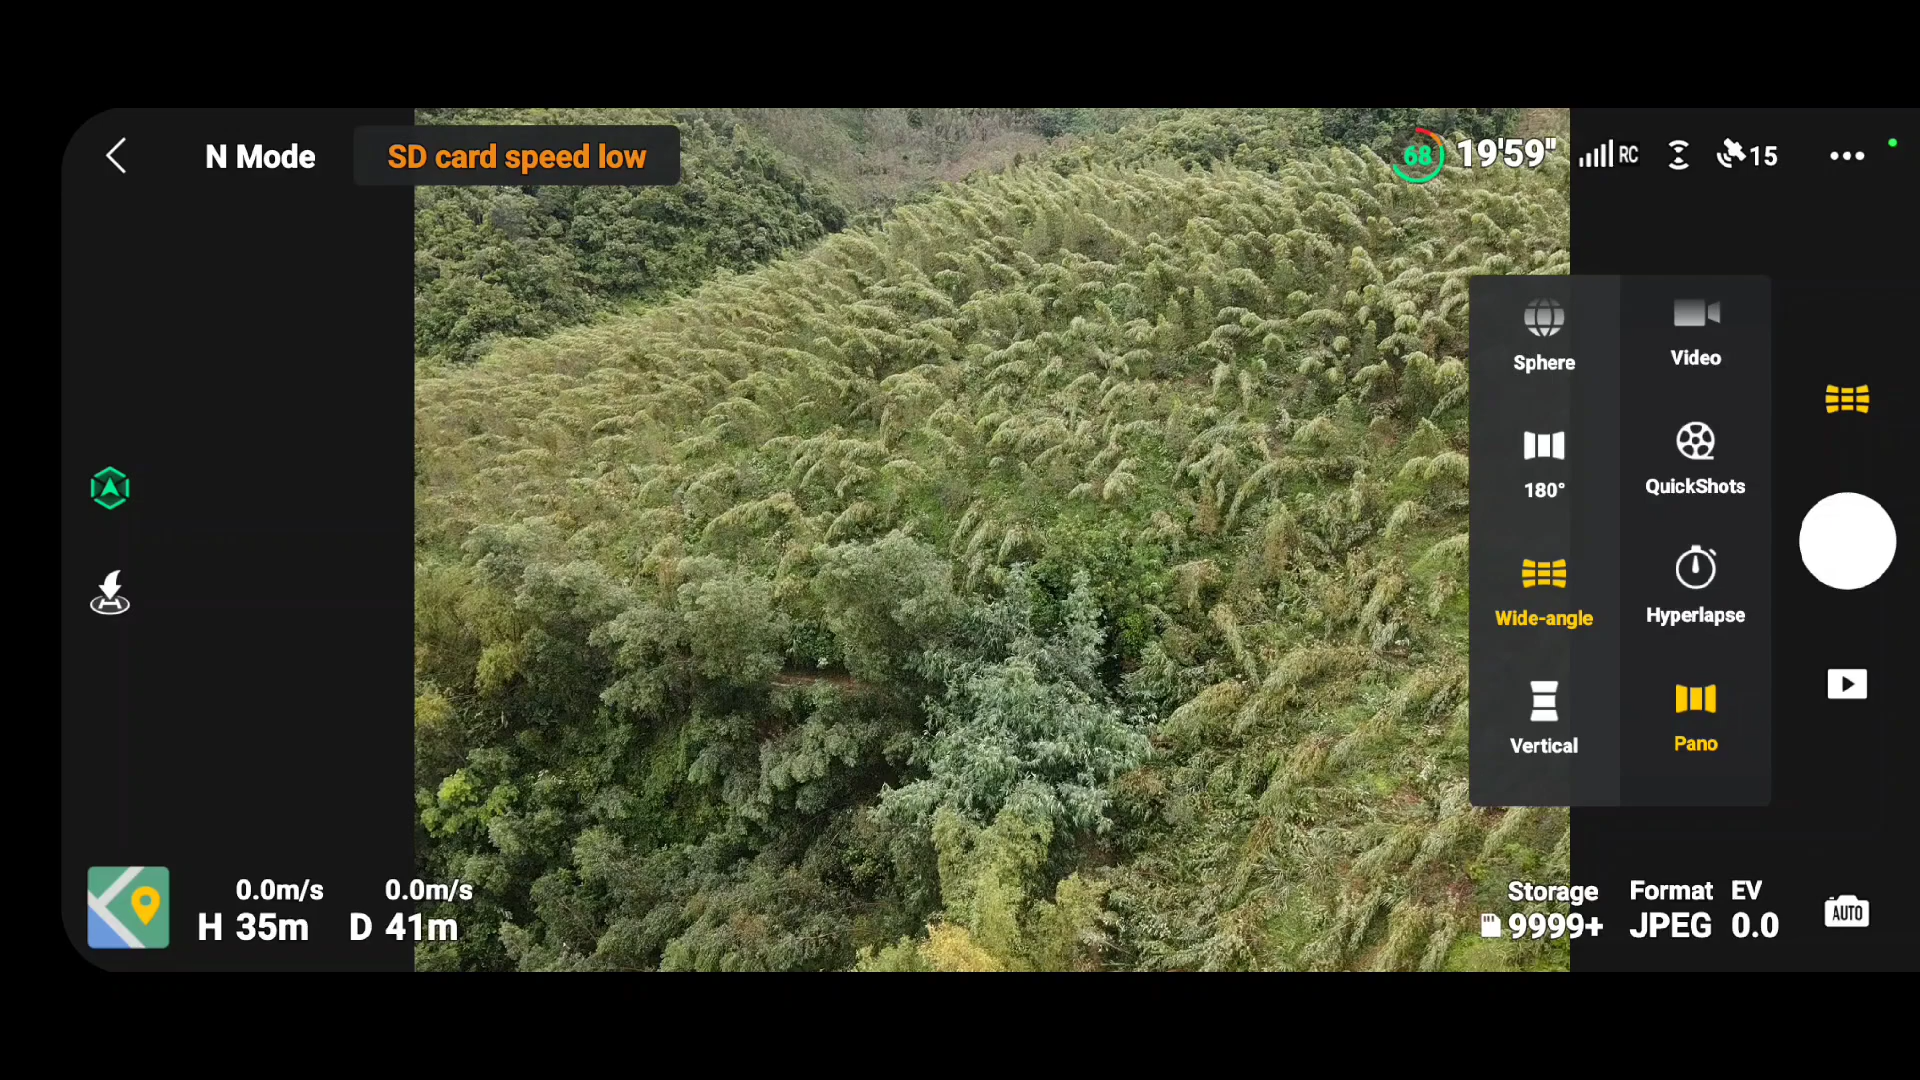 N Mode
SD card speed low
68
19'59"
RC
15
Sphere
Video
180°
QuickShots
Wide-angle
Hyperlapse
Vertical
Pano
0.0m/s
0.0m/s
H 35m
D 41m
Storage
Format
EV
9999+
JPEG
0.0
AUTO